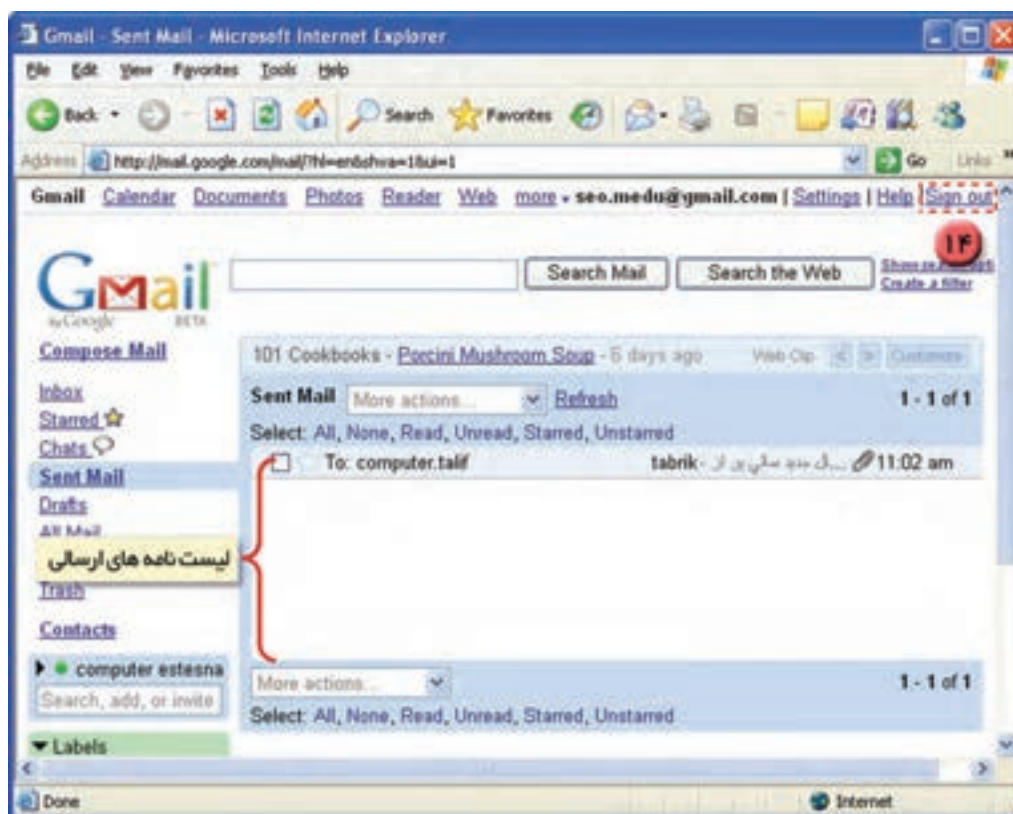 Gmail - Sent Mail - Microsoft Internet Explorer
File Edit View Favorites Tools Help
Back Search Favorites
Address http://mail.google.com/mail/?hl=en&shva=1&ui=1 Go Links
Gmail Calendar Documents Photos Reader Web more seo.medu@gmail.com | Settings | Help | Sign out
۱۴
Gmail by Google BETA
Search Mail Search the Web
Create a filter
Compose Mail
101 Cookbooks - Porcini Mushroom Soup - 6 days ago Web Clip < > Customize
Inbox
Starred
Chats
Sent Mail
Drafts
All Mail
لیست نامه های ارسالی
Trash
Contacts
computer estesna
Search, add, or invite
Labels
Sent Mail More actions... Refresh 1 - 1 of 1
Select: All, None, Read, Unread, Starred, Unstarred
To: computer.talif tabrik - 11:02 am
More actions... 1 - 1 of 1
Select: All, None, Read, Unread, Starred, Unstarred
Done Internet